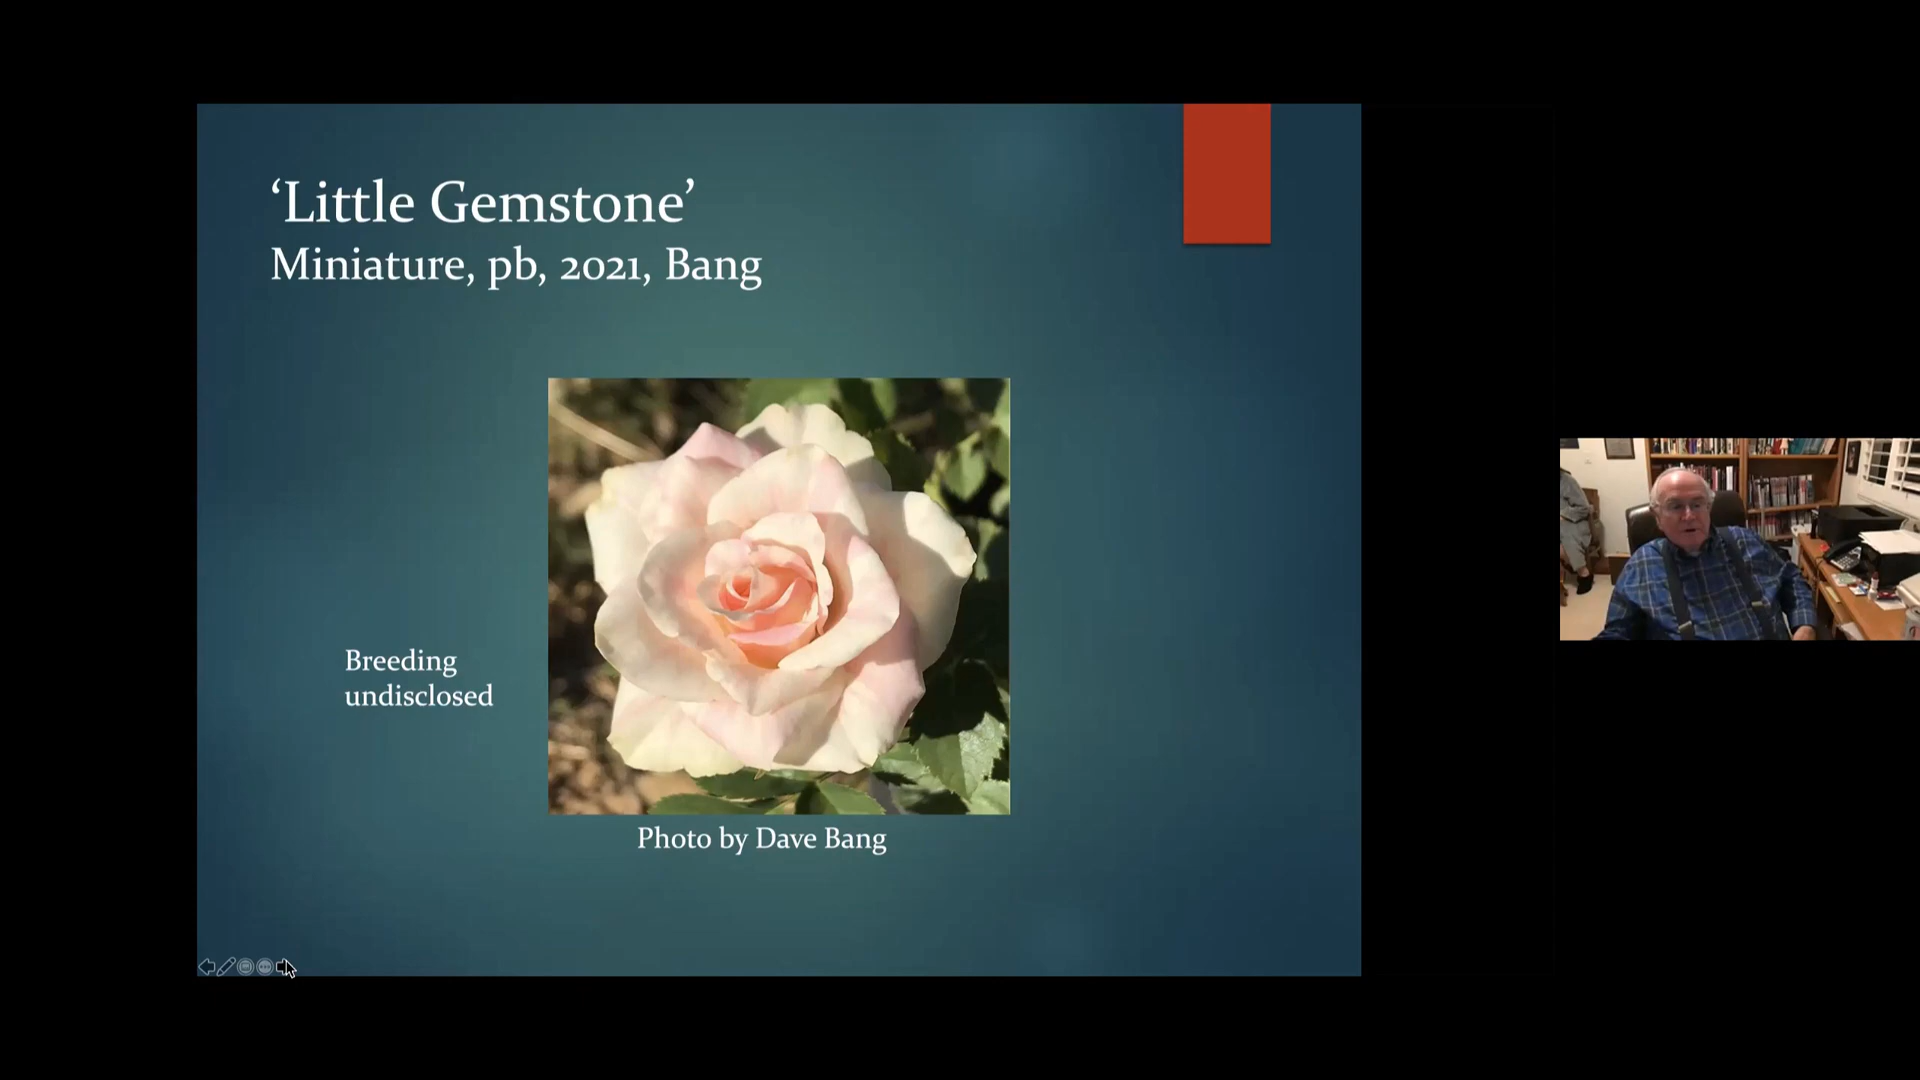 ‘Little Gemstone’
Miniature, pb, 2021, Bang
Breeding
undisclosed
Photo by Dave Bang